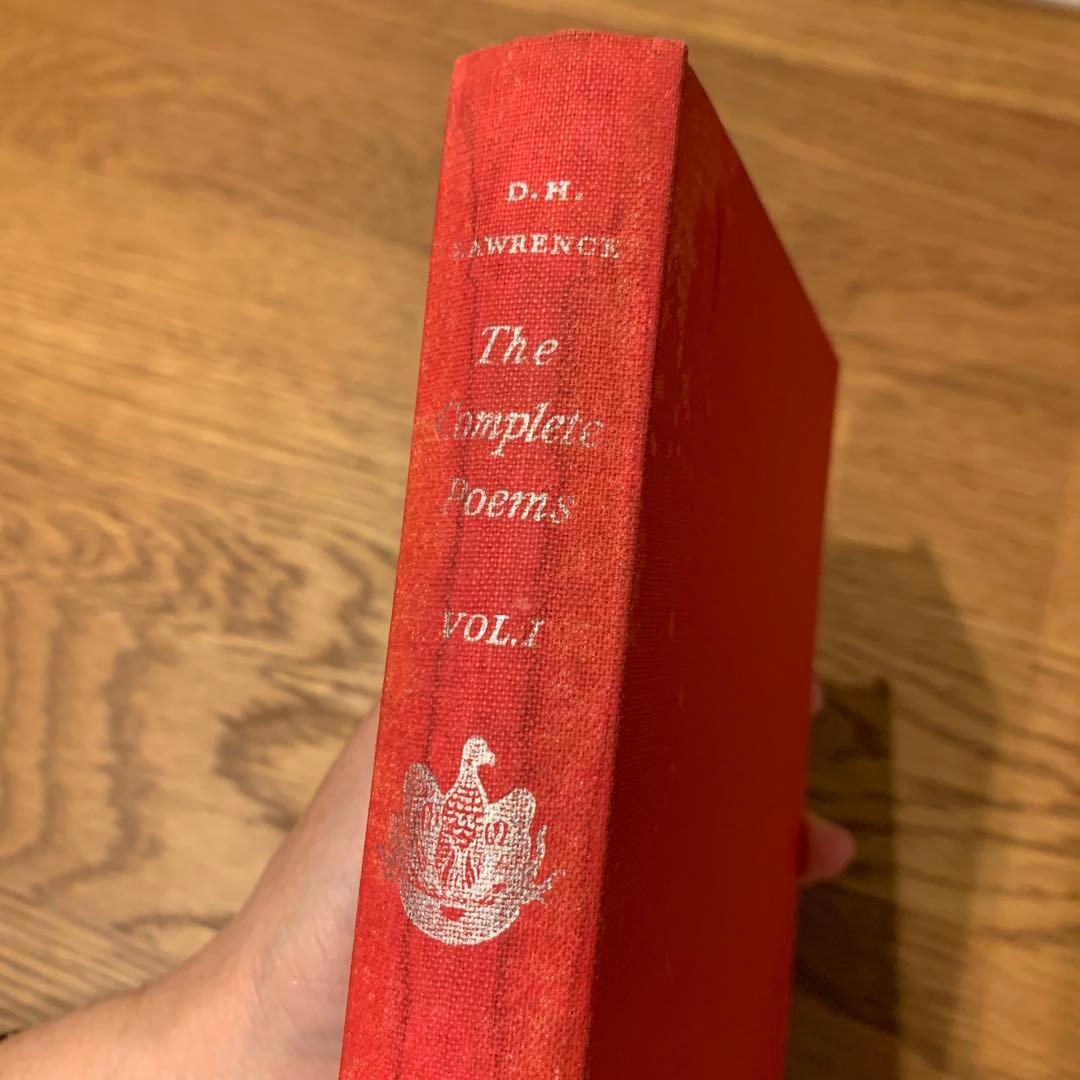 D.H.
LAWRENCE
The
Complete
Poems
VOL.I